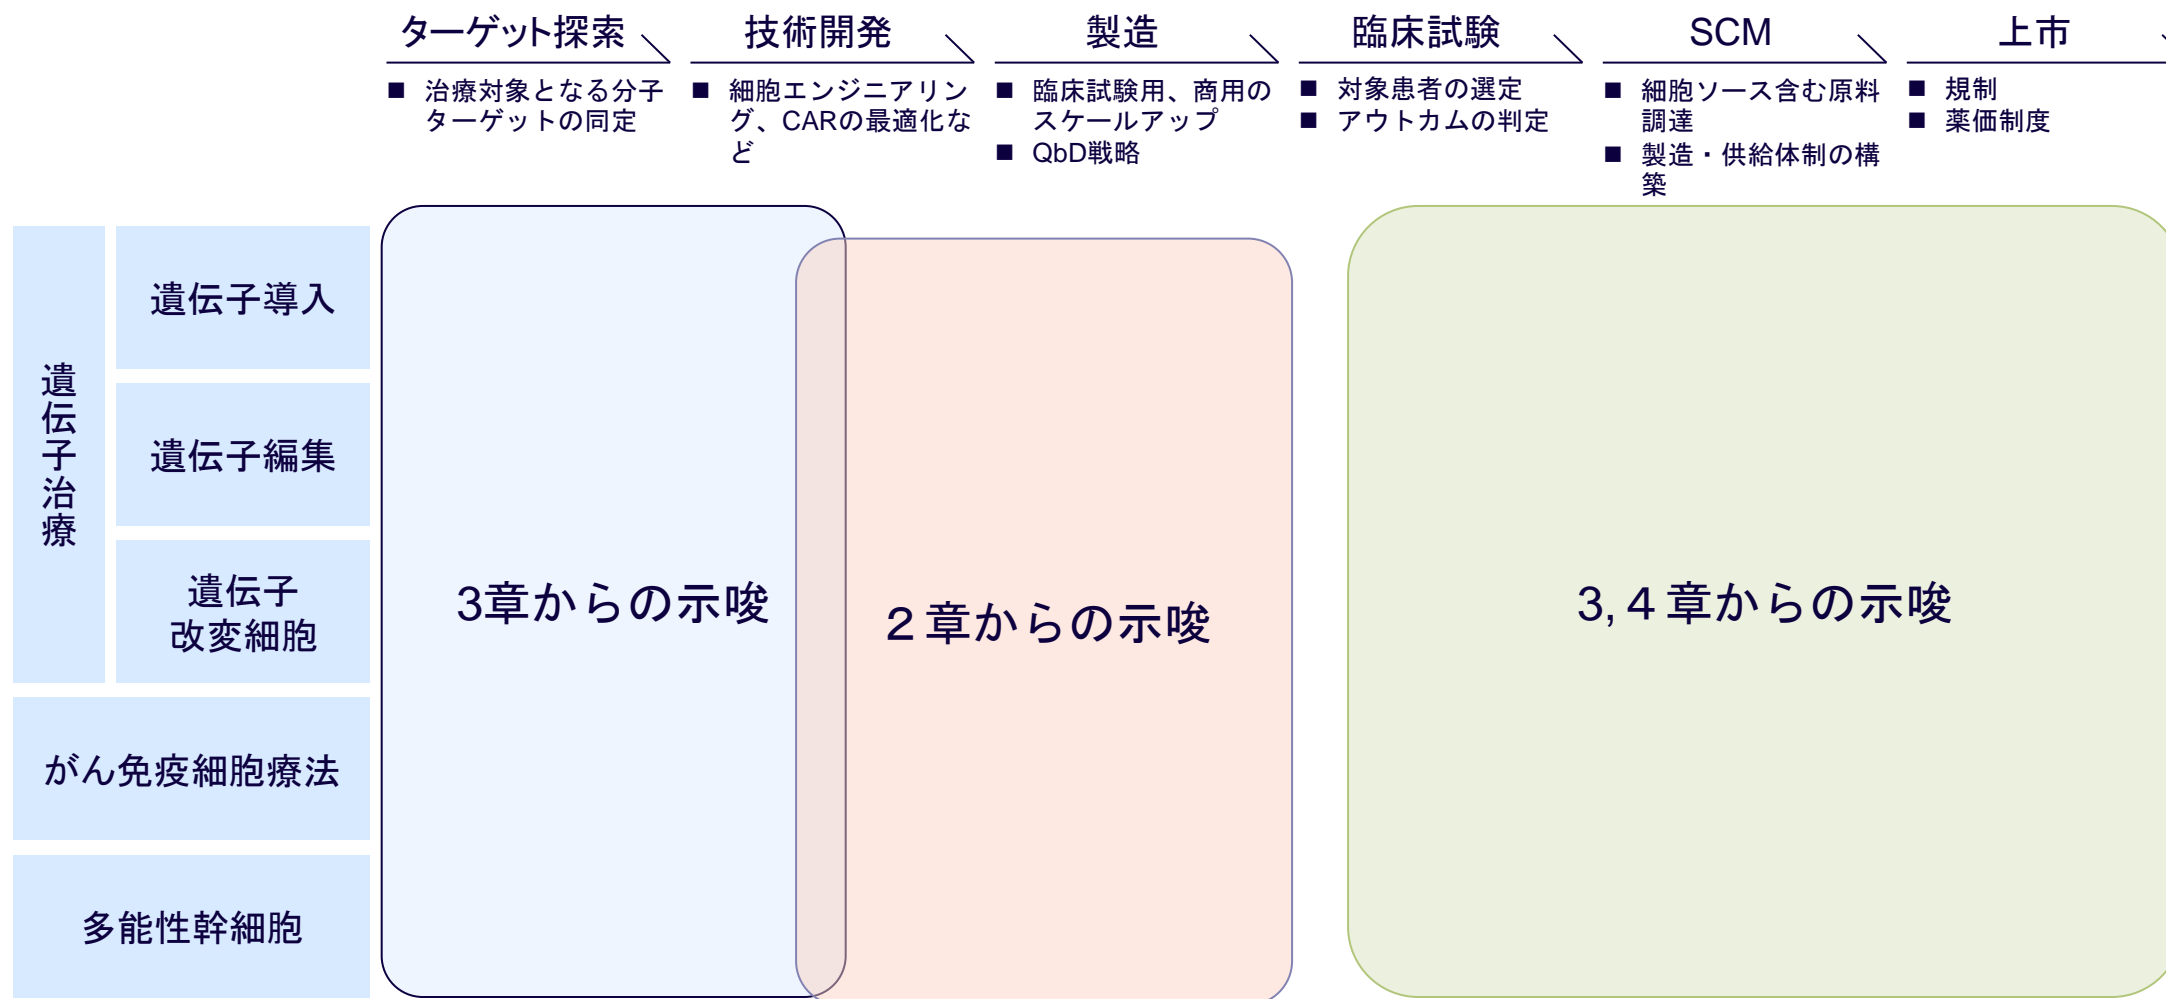 ターゲット探索
技術開発
製造
臨床試験
SCM
上市
■ 治療対象となる分子
ターゲットの同定
■ 細胞エンジニアリン
グ、CARの最適化な
ど
■ 臨床試験用、商用の
スケールアップ
■ QbD戦略
■ 対象患者の選定
■ アウトカムの判定
■ 細胞ソース含む原料
調達
■ 製造・供給体制の構
築
■ 規制
■ 薬価制度
遺伝子治療
遺伝子導入
遺伝子編集
遺伝子
改変細胞
がん免疫細胞療法
多能性幹細胞
3章からの示唆
２章からの示唆
3,４章からの示唆